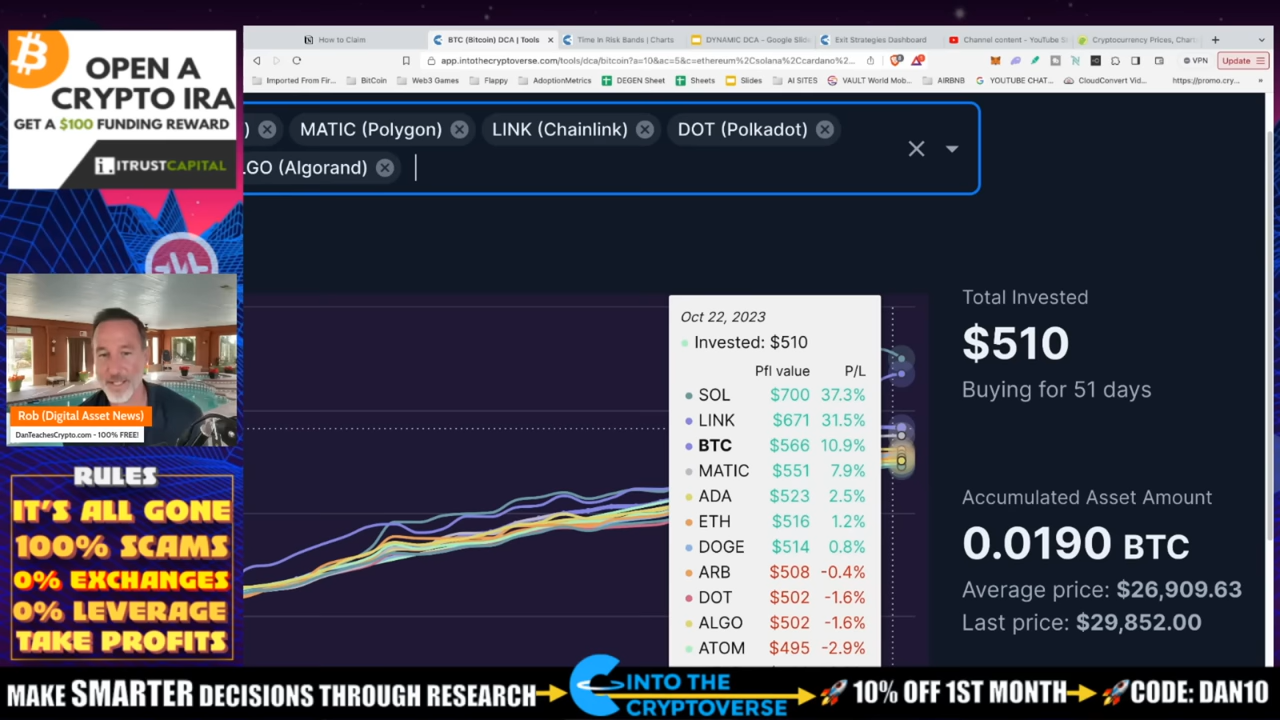 OPEN A
CRYPTO IRA
GET A $100 FUNDING REWARD
ITRUSTCAPITAL
Rob (Digital Asset News)
DanTeachesCrypto.com - 100% FREE!
RULES
IT'S ALL GONE
100% SCAMS
0% EXCHANGES
0% LEVERAGE
TAKE PROFITS
How to Claim
BTC (Bitcoin) DCA | Tools
Time in Risk Bands | Charts
DYNAMIC DCA - Google Slide
Exit Strategies Dashboard
Channel content - YouTube S
Cryptocurrency Prices, Chart
app.intothecryptoverse.com/tools/dca/bitcoin?a=10&ac=5&c=ethereum%2Csolana%2Ccardano%2C...
VPN
Update
Imported From Fir...
BitCoin
Web3 Games
Flappy
AdoptionMetrics
DEGEN Sheet
Sheets
Slides
AI SITES
VAULT World Mob...
AIRBNB
YOUTUBE CHAT...
CloudConvert Vid...
https://promo.cry...
)
MATIC (Polygon)
LINK (Chainlink)
DOT (Polkadot)
LGO (Algorand)
Oct 22, 2023
Invested: $510
Pfl value P/L
SOL $700 37.3%
LINK $671 31.5%
BTC $566 10.9%
MATIC $551 7.9%
ADA $523 2.5%
ETH $516 1.2%
DOGE $514 0.8%
ARB $508 -0.4%
DOT $502 -1.6%
ALGO $502 -1.6%
ATOM $495 -2.9%
Total Invested
$510
Buying for 51 days
Accumulated Asset Amount
0.0190 BTC
Average price: $26,909.63
Last price: $29,852.00
MAKE SMARTER DECISIONS THROUGH RESEARCH
INTO THE
CRYPTOVERSE
10% OFF 1ST MONTH
CODE: DAN10